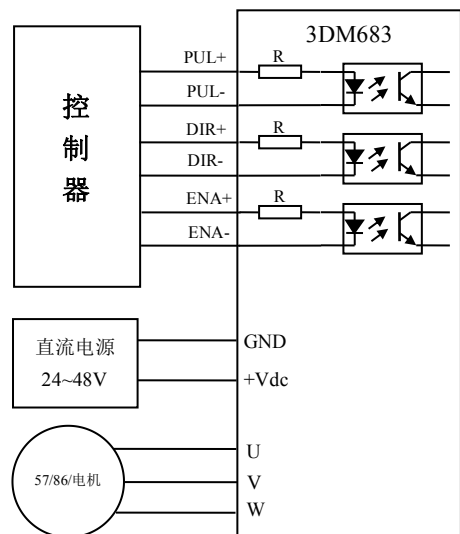 3DM683
控制器
PUL+
R
PUL-
DIR+
R
DIR-
ENA+
R
ENA-
直流电源
24~48V
GND
+Vdc
57/86/电机
U
V
W